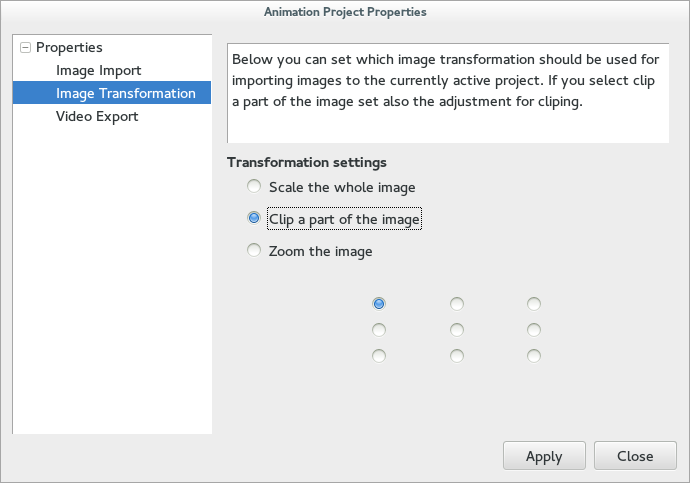 Animation Project Properties
Properties
Image Import
Image Transformation
Video Export
Below you can set which image transformation should be used for
importing images to the currently active project. If you select clip
a part of the image set also the adjustment for cliping.
Transformation settings
Scale the whole image
Clip a part of the image
Zoom the image
Apply
Close